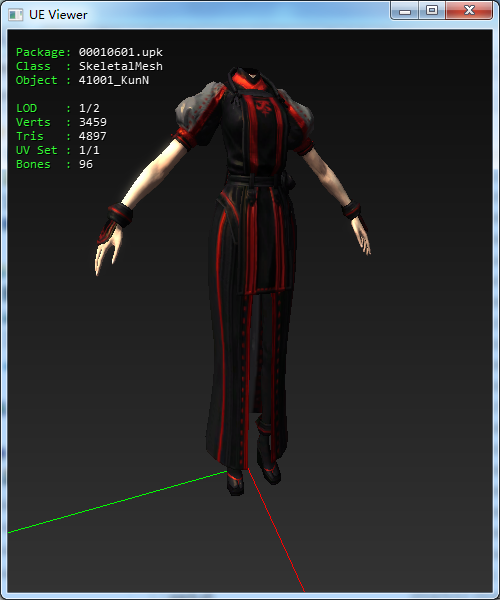 UE Viewer
Package: 00010601.upk
Class : SkeletalMesh
Object : 41001_KunN
LOD : 1/2
Verts : 3459
Tris : 4897
UV Set : 1/1
Bones : 96